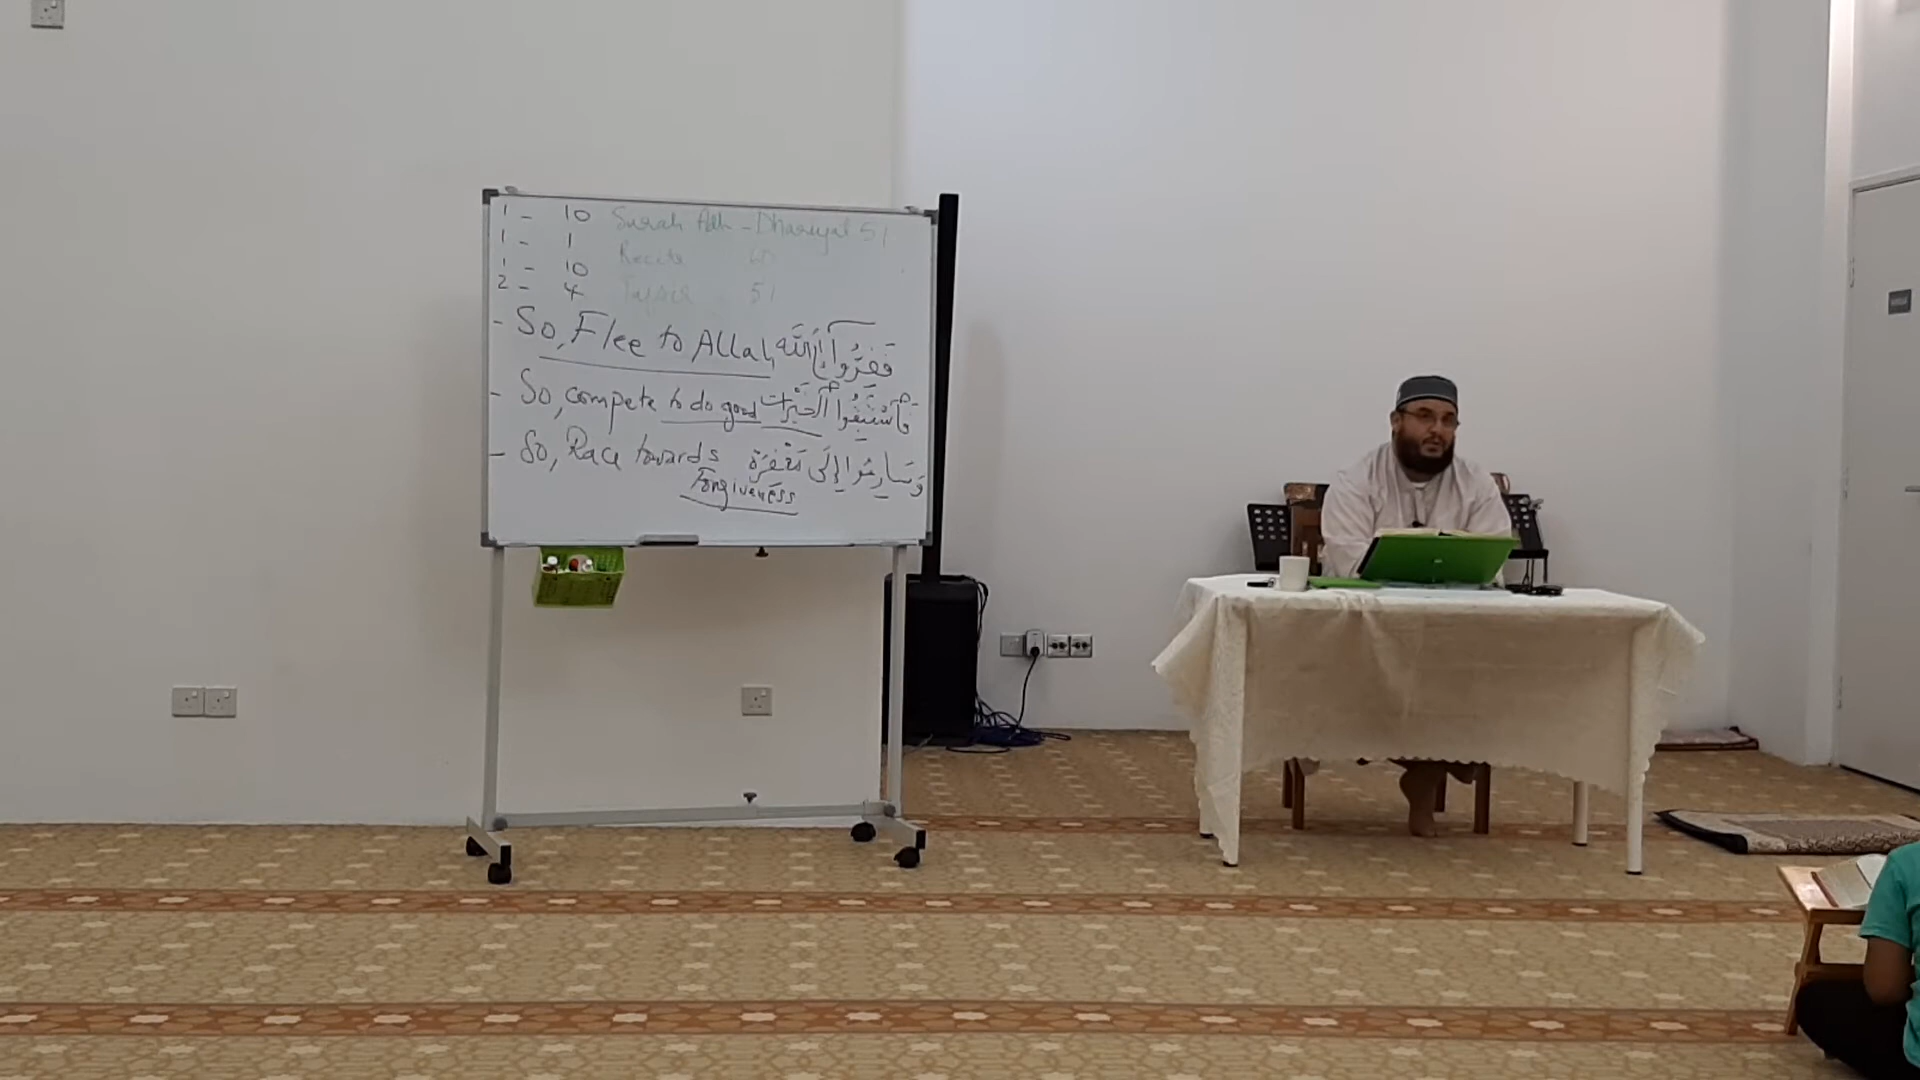 1 - 10 Surah Adh-Dhariyat 51
1 - 1 Recite
1 - 10
2 - 4 Tafsir 51
- So, Flee to Allah فَفِرُّوا إِلَى اللَّهِ
- So, compete to do good فَاسْتَبِقُوا الْخَيْرَاتِ
- So, Race towards وَسَارِعُوا إِلَى مَغْفِرَة
Forgiveness